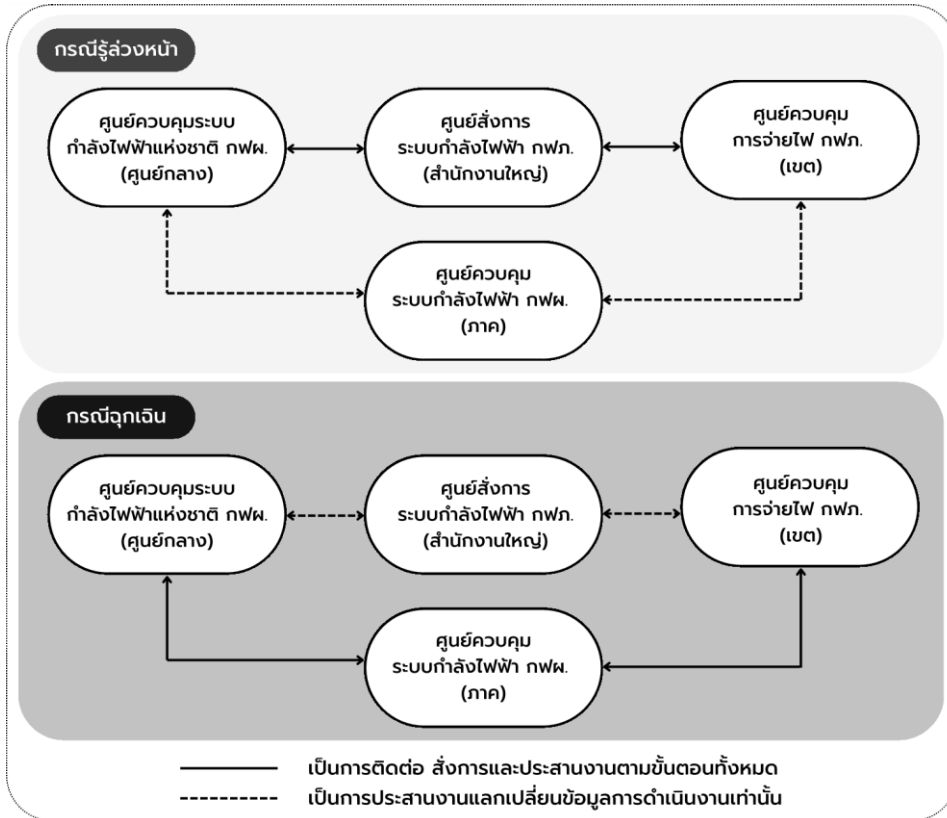 กรณีรู้ล่วงหน้า
ศูนย์ควบคุมระบบ
กำลังไฟฟ้าแห่งชาติ กฟผ.
(ศูนย์กลาง)
ศูนย์สั่งการ
ระบบกำลังไฟฟ้า กฟภ.
(สำนักงานใหญ่)
ศูนย์ควบคุม
การจ่ายไฟ กฟภ.
(เขต)
ศูนย์ควบคุม
ระบบกำลังไฟฟ้า กฟผ.
(ภาค)
กรณีฉุกเฉิน
ศูนย์ควบคุมระบบ
กำลังไฟฟ้าแห่งชาติ กฟผ.
(ศูนย์กลาง)
ศูนย์สั่งการ
ระบบกำลังไฟฟ้า กฟภ.
(สำนักงานใหญ่)
ศูนย์ควบคุม
การจ่ายไฟ กฟภ.
(เขต)
ศูนย์ควบคุม
ระบบกำลังไฟฟ้า กฟผ.
(ภาค)
เป็นการติดต่อ สั่งการและประสานงานตามขั้นตอนทั้งหมด
เป็นการประสานงานแลกเปลี่ยนข้อมูลการดำเนินงานเท่านั้น